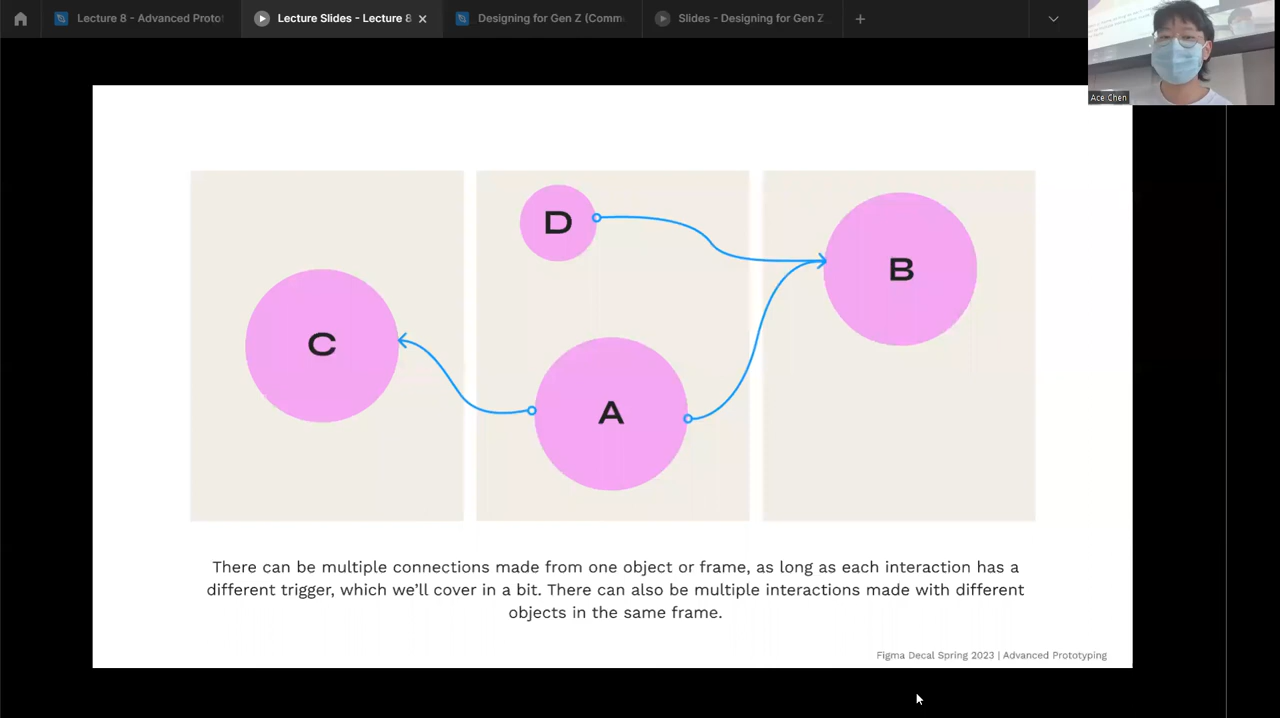 Lecture 8 - Advanced Proto
Lecture Slides - Lecture 8
Designing for Gen Z (Comm
Slides - Designing for Gen Z
Ace Chen
D
B
C
A
There can be multiple connections made from one object or frame, as long as each interaction has a
different trigger, which we'll cover in a bit. There can also be multiple interactions made with different
objects in the same frame.
Figma Decal Spring 2023 | Advanced Prototyping